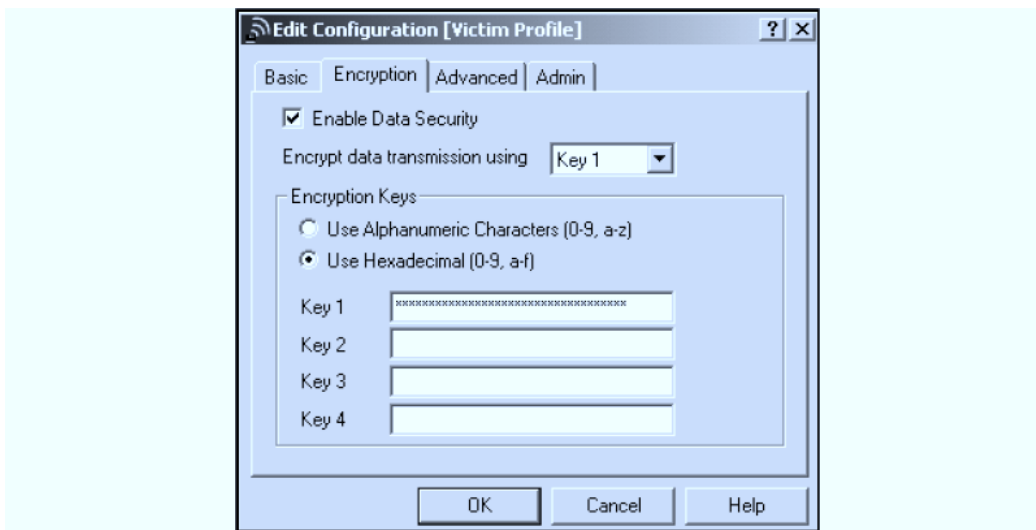 Edit Configuration [Victim Profile]
Basic Encryption Advanced Admin
Enable Data Security
Encrypt data transmission using Key 1
Encryption Keys
Use Alphanumeric Characters (0-9, a-z)
Use Hexadecimal (0-9, a-f)
Key 1
Key 2
Key 3
Key 4
OK Cancel Help